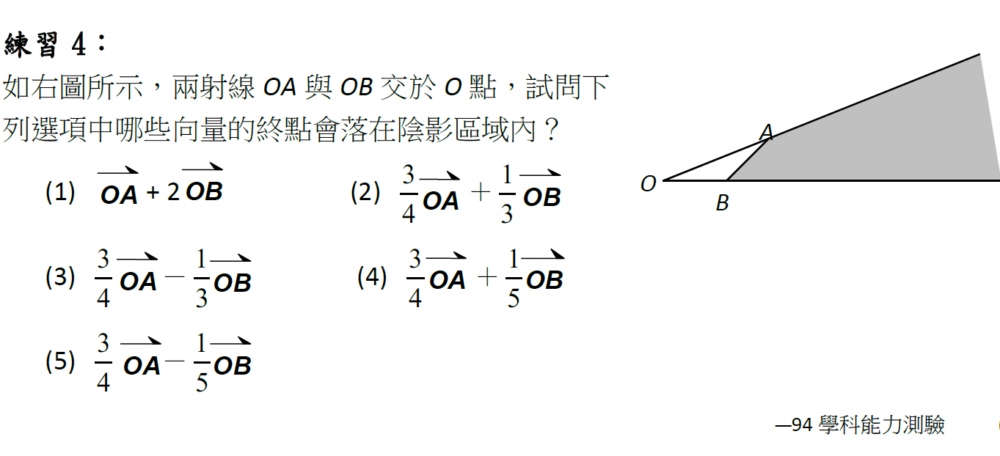 練習 4：
如右圖所示，兩射線 OA 與 OB 交於 O 點，試問下
列選項中哪些向量的終點會落在陰影區域內？
(1) OA + 2OB (2) 3/4 OA + 1/3 OB
(3) 3/4 OA − 1/3 OB (4) 3/4 OA + 1/5 OB
(5) 3/4 OA − 1/5 OB
A
O
B
—94 學科能力測驗